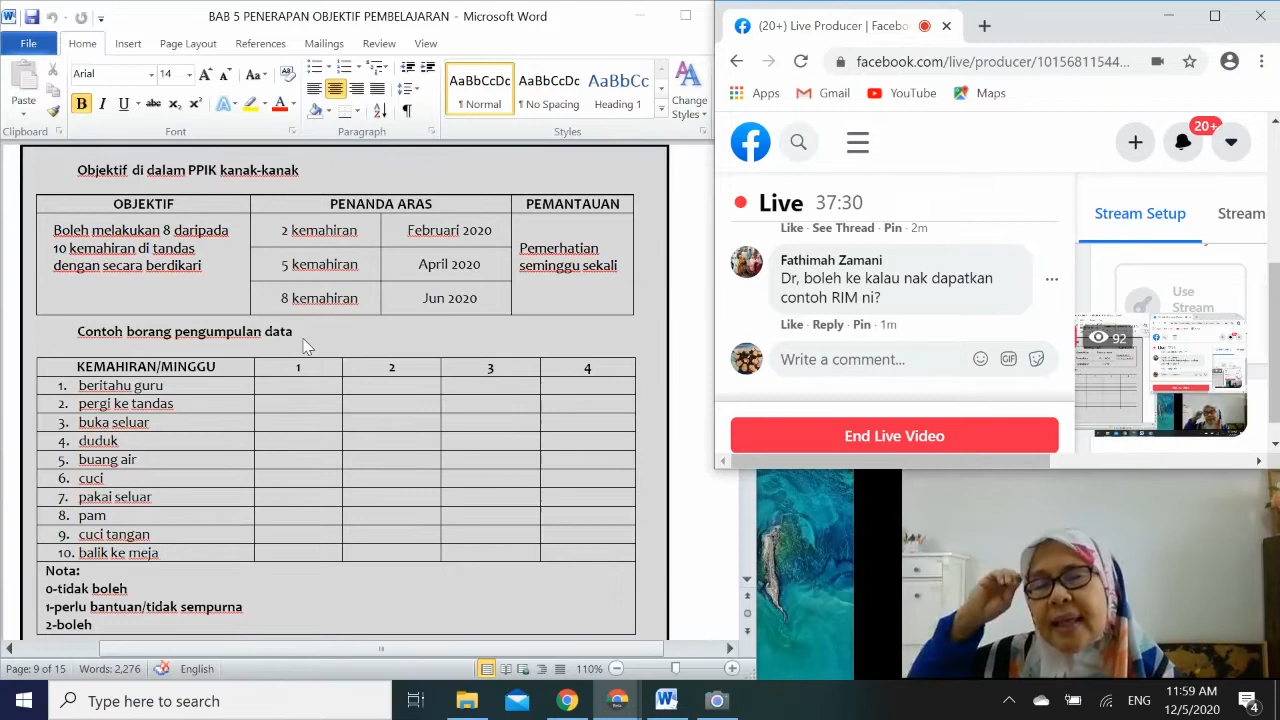 BAB 5 PENERAPAN OBJEKTIF PEMBELAJARAN - Microsoft Word
File Home Insert Page Layout References Mailings Review View
Paste
Arial 14
Aa
B I U abc x₂ x²
A A
¶
AaBbCcDc AaBbCcDc AaBbCc
¶ Normal ¶ No Spacing Heading 1
Change Styles
Clipboard Font Paragraph Styles
Objektif di dalam PPIK kanak-kanak
OBJEKTIF PENANDA ARAS PEMANTAUAN
Boleh melakukan 8 daripada
10 kemahiran di tandas
dengan secara berdikari
2 kemahiran Februari 2020
5 kemahiran April 2020
8 kemahiran Jun 2020
Pemerhatian
seminggu sekali
Contoh borang pengumpulan data
KEMAHIRAN/MINGGU 1 2 3 4
1. beritahu guru
2. pergi ke tandas
3. buka seluar
4. duduk
5. buang air
6. cuci
7. pakai seluar
8. pam
9. cuci tangan
10. balik ke meja
Nota:
0-tidak boleh
1-perlu bantuan/tidak sempurna
2-boleh
Page: 9 of 15 Words: 2,276 English 110%
(20+) Live Producer | Facebo
facebook.com/live/producer/10156811544...
Apps Gmail YouTube Maps
20+
Live 37:30
Like · See Thread · Pin · 2m
Fathimah Zamani
Dr, boleh ke kalau nak dapatkan
contoh RIM ni?
Like · Reply · Pin · 1m
Write a comment...
GIF
End Live Video
Stream Setup Stream
Use
Stream
92
Type here to search
ENG
11:59 AM
12/5/2020
4